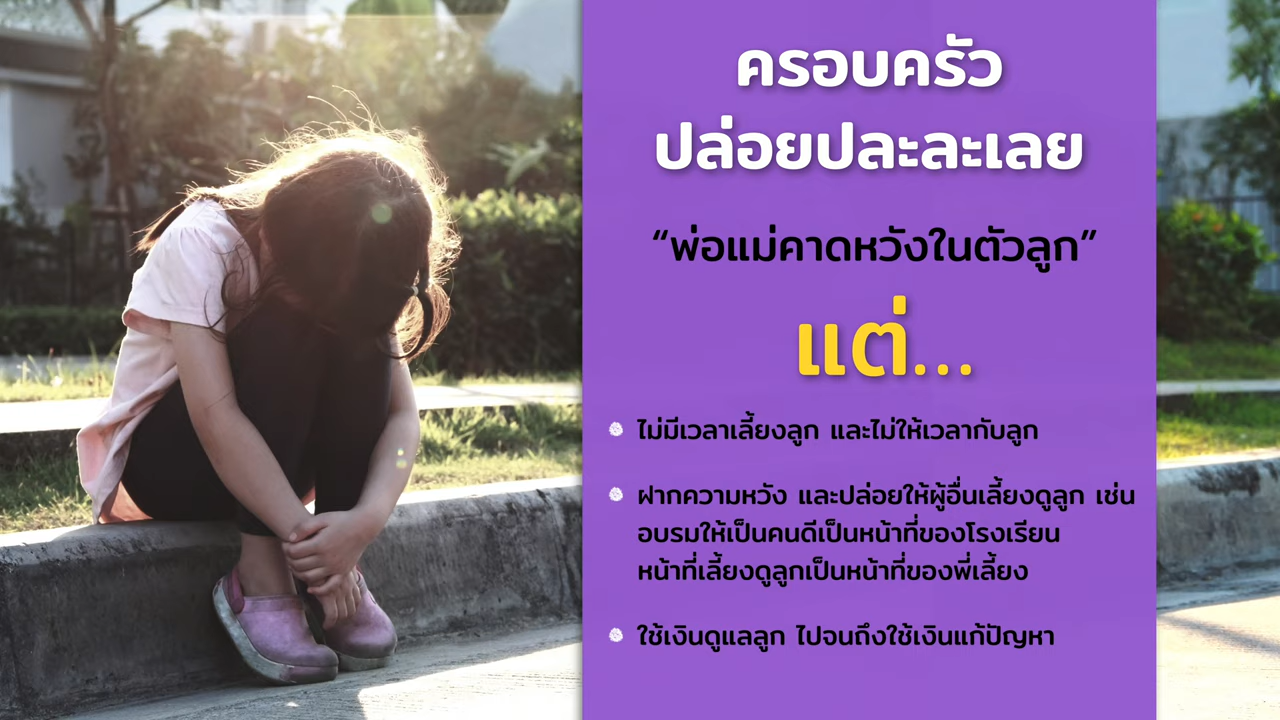 ครอบครัว
ปล่อยปละละเลย
“พ่อแม่คาดหวังในตัวลูก”
แต่...
ไม่มีเวลาเลี้ยงลูก และไม่ให้เวลากับลูก
ฝากความหวัง และปล่อยให้ผู้อื่นเลี้ยงดูลูก เช่น
อบรมให้เป็นคนดีเป็นหน้าที่ของโรงเรียน
หน้าที่เลี้ยงดูลูกเป็นหน้าที่ของพี่เลี้ยง
ใช้เงินดูแลลูก ไปจนถึงใช้เงินแก้ปัญหา